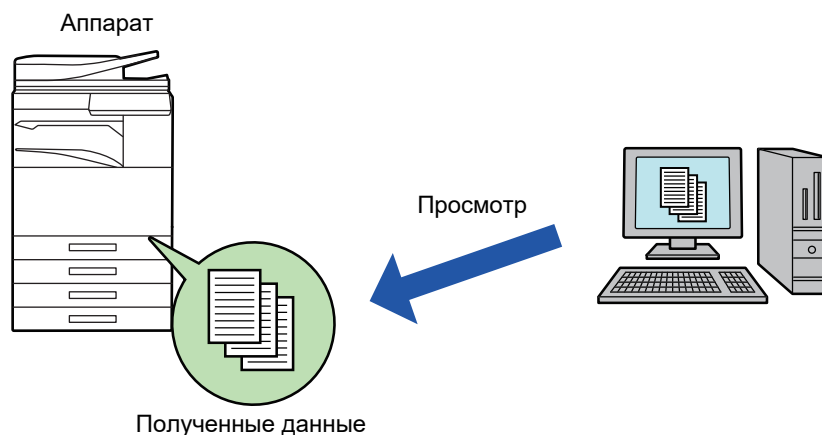 Аппарат
Просмотр
Полученные данные